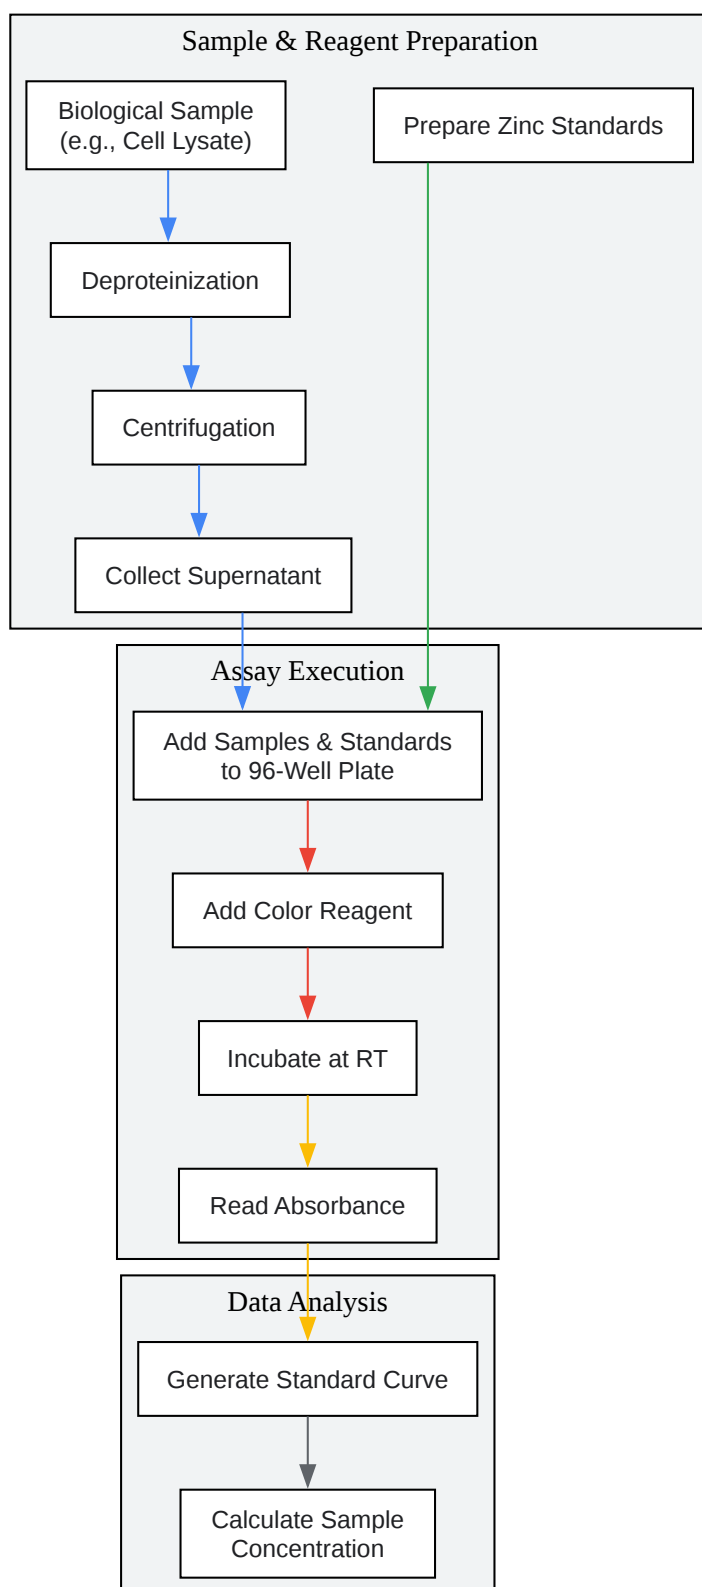 Sample & Reagent Preparation
Biological Sample
(e.g., Cell Lysate)
Prepare Zinc Standards
Deproteinization
Centrifugation
Collect Supernatant
Assay Execution
Add Samples & Standards
to 96-Well Plate
Add Color Reagent
Incubate at RT
Read Absorbance
Data Analysis
Generate Standard Curve
Calculate Sample
Concentration